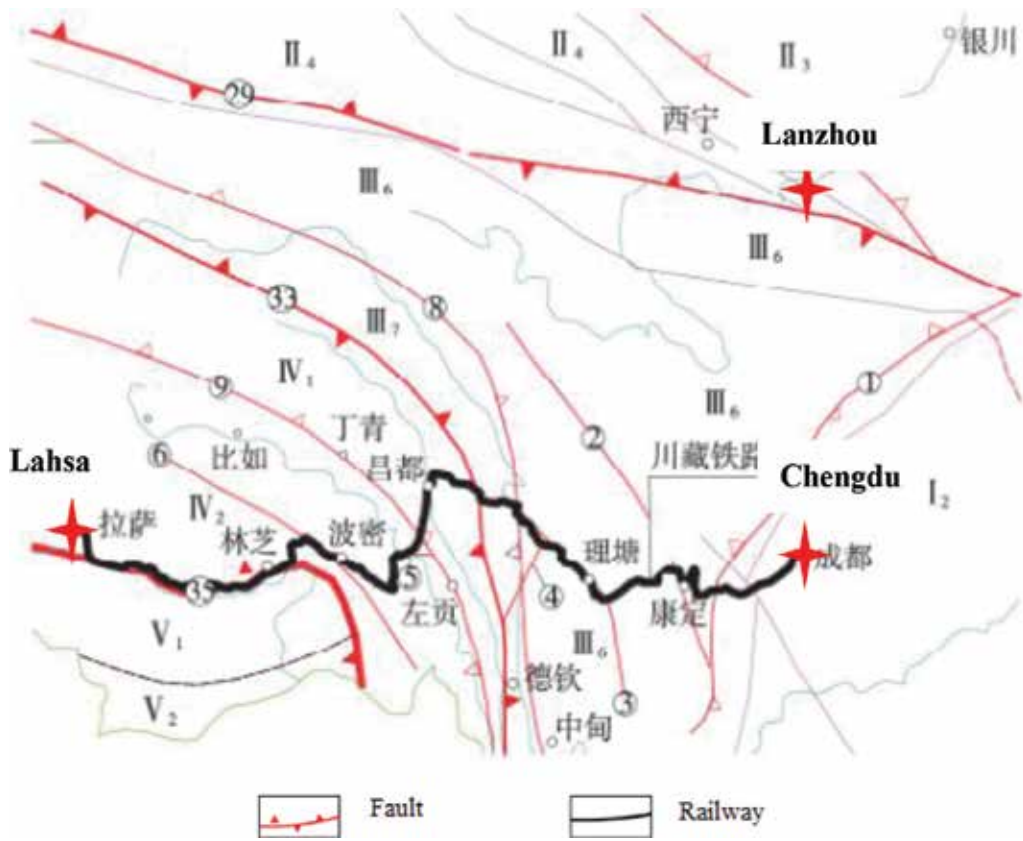 Ⅱ₄
Ⅱ₄
Ⅱ₃
银川
㉙
西宁
Lanzhou
Ⅲ₆
Ⅲ₆
㉝
⑧
Ⅲ₇
Ⅳ₁
①
⑨
Ⅲ₆
②
丁青
比如
昌都
川藏铁路
⑥
Lahsa
Chengdu
Ⅰ₂
拉萨
Ⅳ₂
林芝
波密
理塘
成都
⑤
④
㉟
左贡
康定
Ⅴ₁
Ⅲ₆
德钦
③
Ⅴ₂
中甸
Fault
Railway